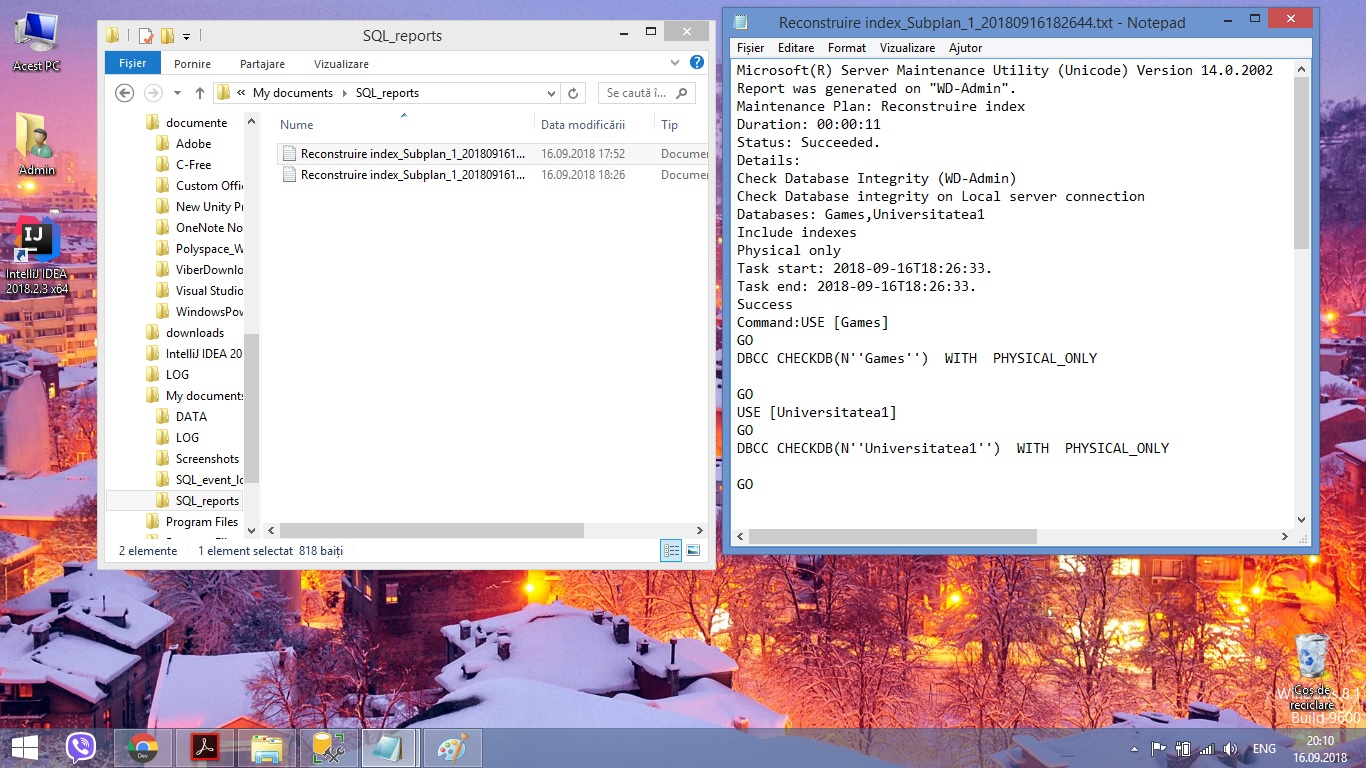 Acest PC
Admin
IntelliJ IDEA
2018.2.3 x64
SQL_reports
Fișier
Pornire
Partajare
Vizualizare
?
« My documents › SQL_reports
Se caută î...
documente
Adobe
C-Free
Custom Offi
New Unity Pr
OneNote No
Polyspace_W
ViberDownlo
Visual Studio
WindowsPow
downloads
IntelliJ IDEA 20
LOG
My documents
DATA
LOG
Screenshots
SQL_event_lo
SQL_reports
Program Files
Nume
Data modificării
Tip
Reconstruire index_Subplan_1_201809161... 16.09.2018 17:52 Documen
Reconstruire index_Subplan_1_201809161... 16.09.2018 18:26 Documen
2 elemente
1 element selectat 818 baiți
Reconstruire index_Subplan_1_20180916182644.txt - Notepad
Fișier Editare Format Vizualizare Ajutor
Microsoft(R) Server Maintenance Utility (Unicode) Version 14.0.2002
Report was generated on "WD-Admin".
Maintenance Plan: Reconstruire index
Duration: 00:00:11
Status: Succeeded.
Details:
Check Database Integrity (WD-Admin)
Check Database integrity on Local server connection
Databases: Games,Universitatea1
Include indexes
Physical only
Task start: 2018-09-16T18:26:33.
Task end: 2018-09-16T18:26:33.
Success
Command:USE [Games]
GO
DBCC CHECKDB(N''Games'')  WITH  PHYSICAL_ONLY
GO
USE [Universitatea1]
GO
DBCC CHECKDB(N''Universitatea1'')  WITH  PHYSICAL_ONLY
GO
Coș de
reciclare
Windows 8.1
Build 9600
Dev
ENG
20:10
16.09.2018